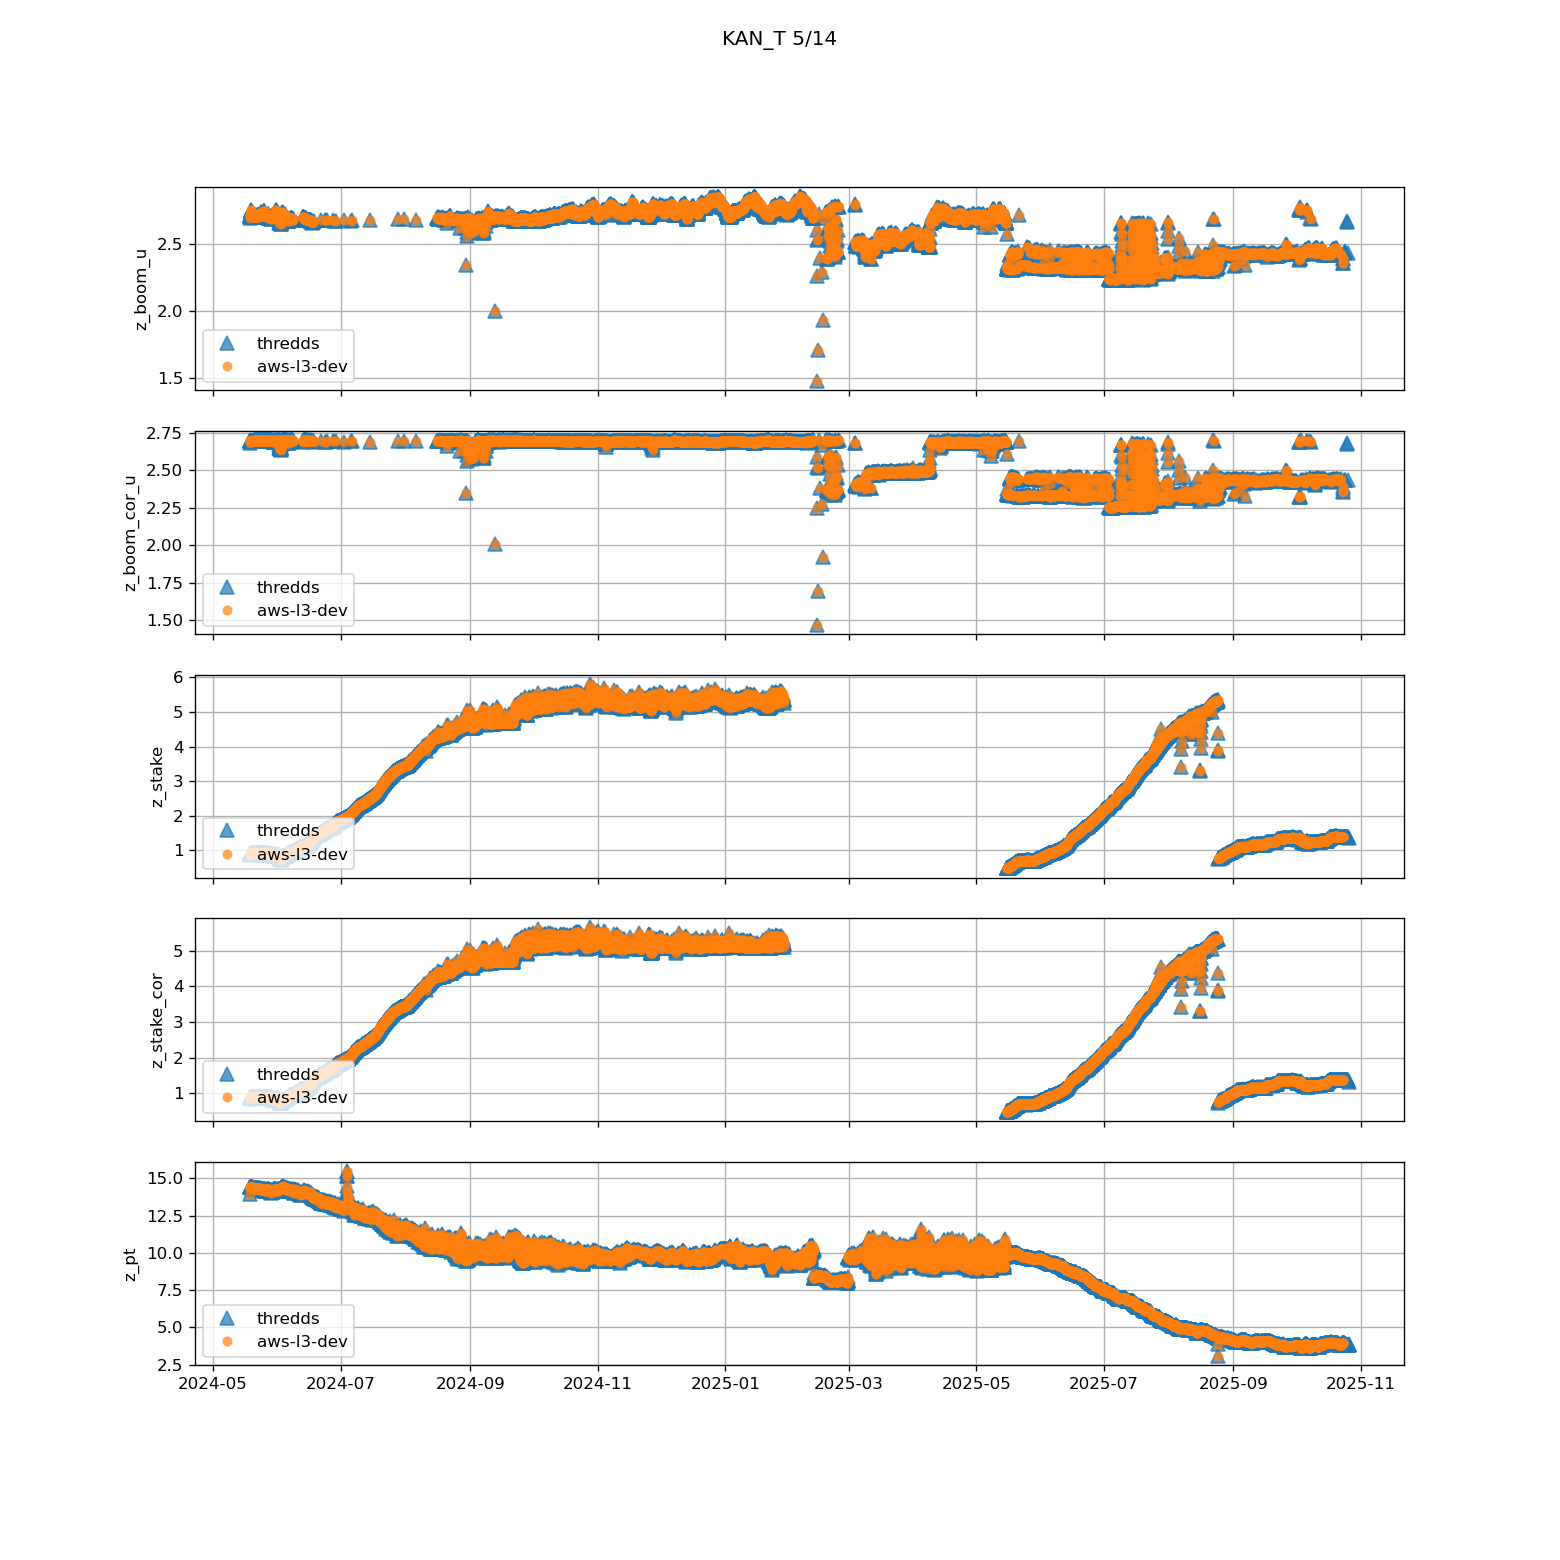 KAN_T 5/14
z_boom_u
2.5
2.0
1.5
thredds
aws-l3-dev
z_boom_cor_u
2.75
2.50
2.25
2.00
1.75
1.50
thredds
aws-l3-dev
z_stake
6
5
4
3
2
1
thredds
aws-l3-dev
z_stake_cor
5
4
3
2
1
thredds
aws-l3-dev
z_pt
15.0
12.5
10.0
7.5
5.0
2.5
thredds
aws-l3-dev
2024-05 2024-07 2024-09 2024-11 2025-01 2025-03 2025-05 2025-07 2025-09 2025-11